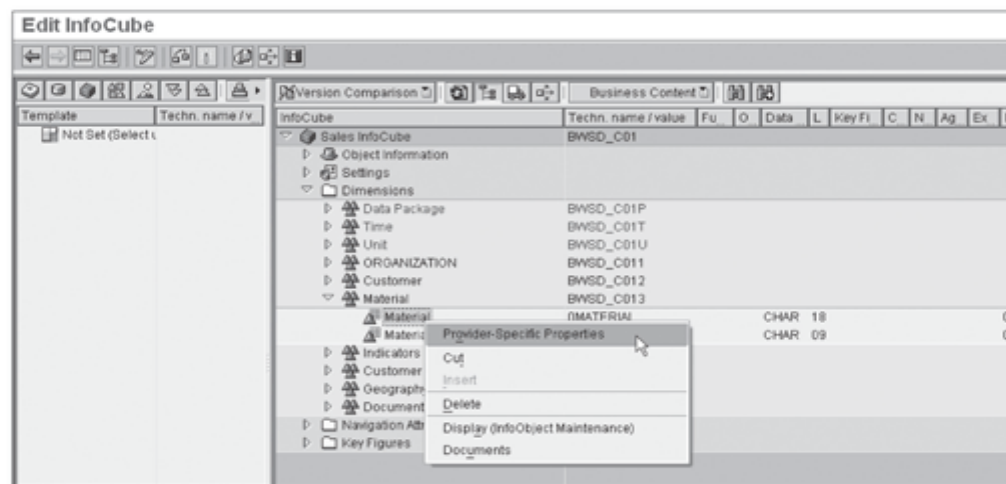 Edit InfoCube
Version Comparison Business Content
Template Techn. name / v
InfoCube Techn. name / value Fu O Data L Key Fi C N Ag Ex
Not Set (Select
Sales InfoCube BWSD_C01
Object Information
Settings
Dimensions
Data Package BWSD_C01P
Time BWSD_C01T
Unit BWSD_C01U
ORGANIZATION BWSD_C011
Customer BWSD_C012
Material BWSD_C013
Material 0MATERIAL CHAR 18
Materia CHAR 09
Indicators
Customer
Geography
Document
Navigation Attr
Key Figures
Provider-Specific Properties
Cut
Insert
Delete
Display (InfoObject Maintenance)
Documents